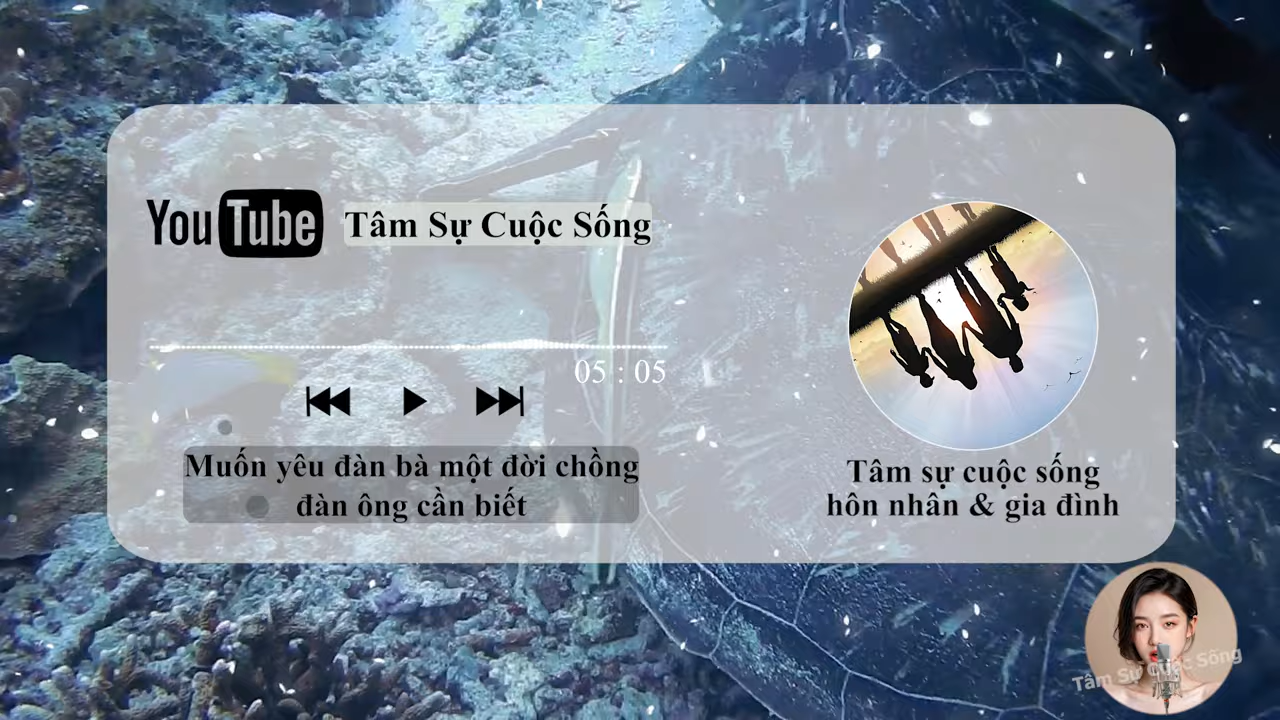 YouTube Tâm Sự Cuộc Sống
05 : 05
Muốn yêu đàn bà một đời chồng
đàn ông cần biết
Tâm sự cuộc sống
hôn nhân & gia đình
Tâm Sự Cuộc Sống